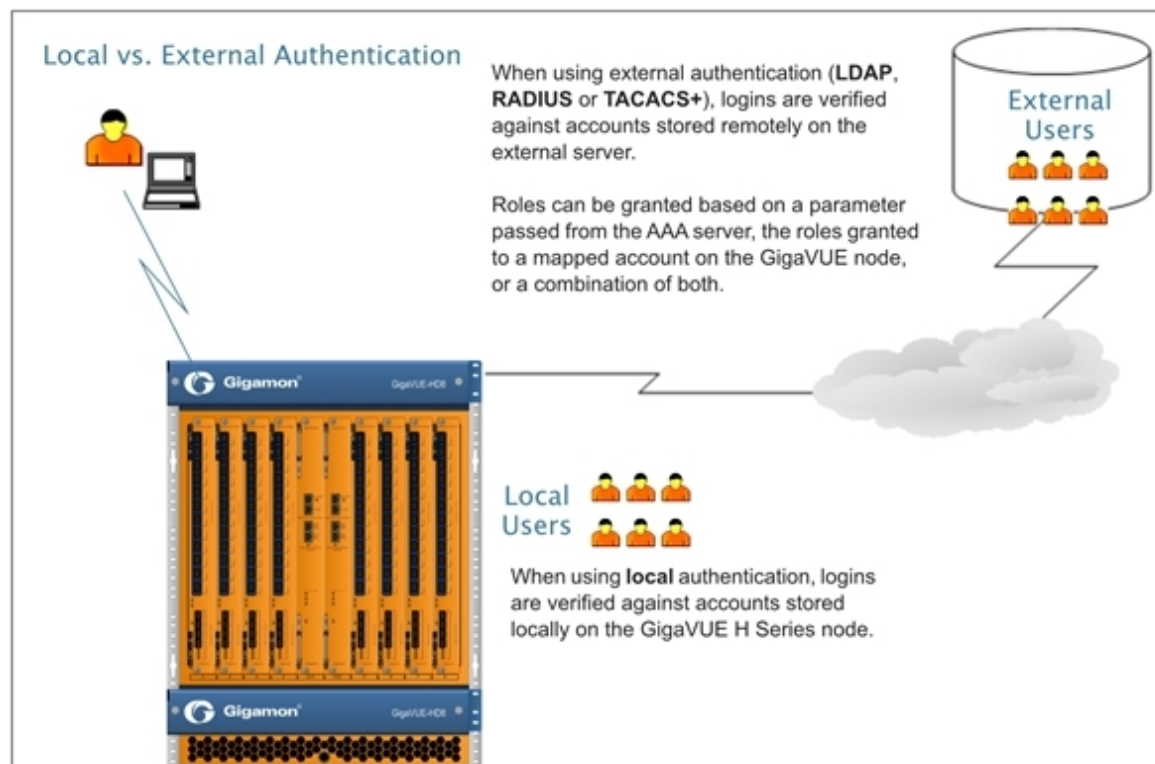 Local vs. External Authentication
When using external authentication (LDAP,
RADIUS or TACACS+), logins are verified
against accounts stored remotely on the
external server.
Roles can be granted based on a parameter
passed from the AAA server, the roles granted
to a mapped account on the GigaVUE node,
or a combination of both.
External
Users
Gigamon®
GigaVUE-HD8
Local
Users
When using local authentication, logins
are verified against accounts stored
locally on the GigaVUE H Series node.
Gigamon®
GigaVUE-HD8